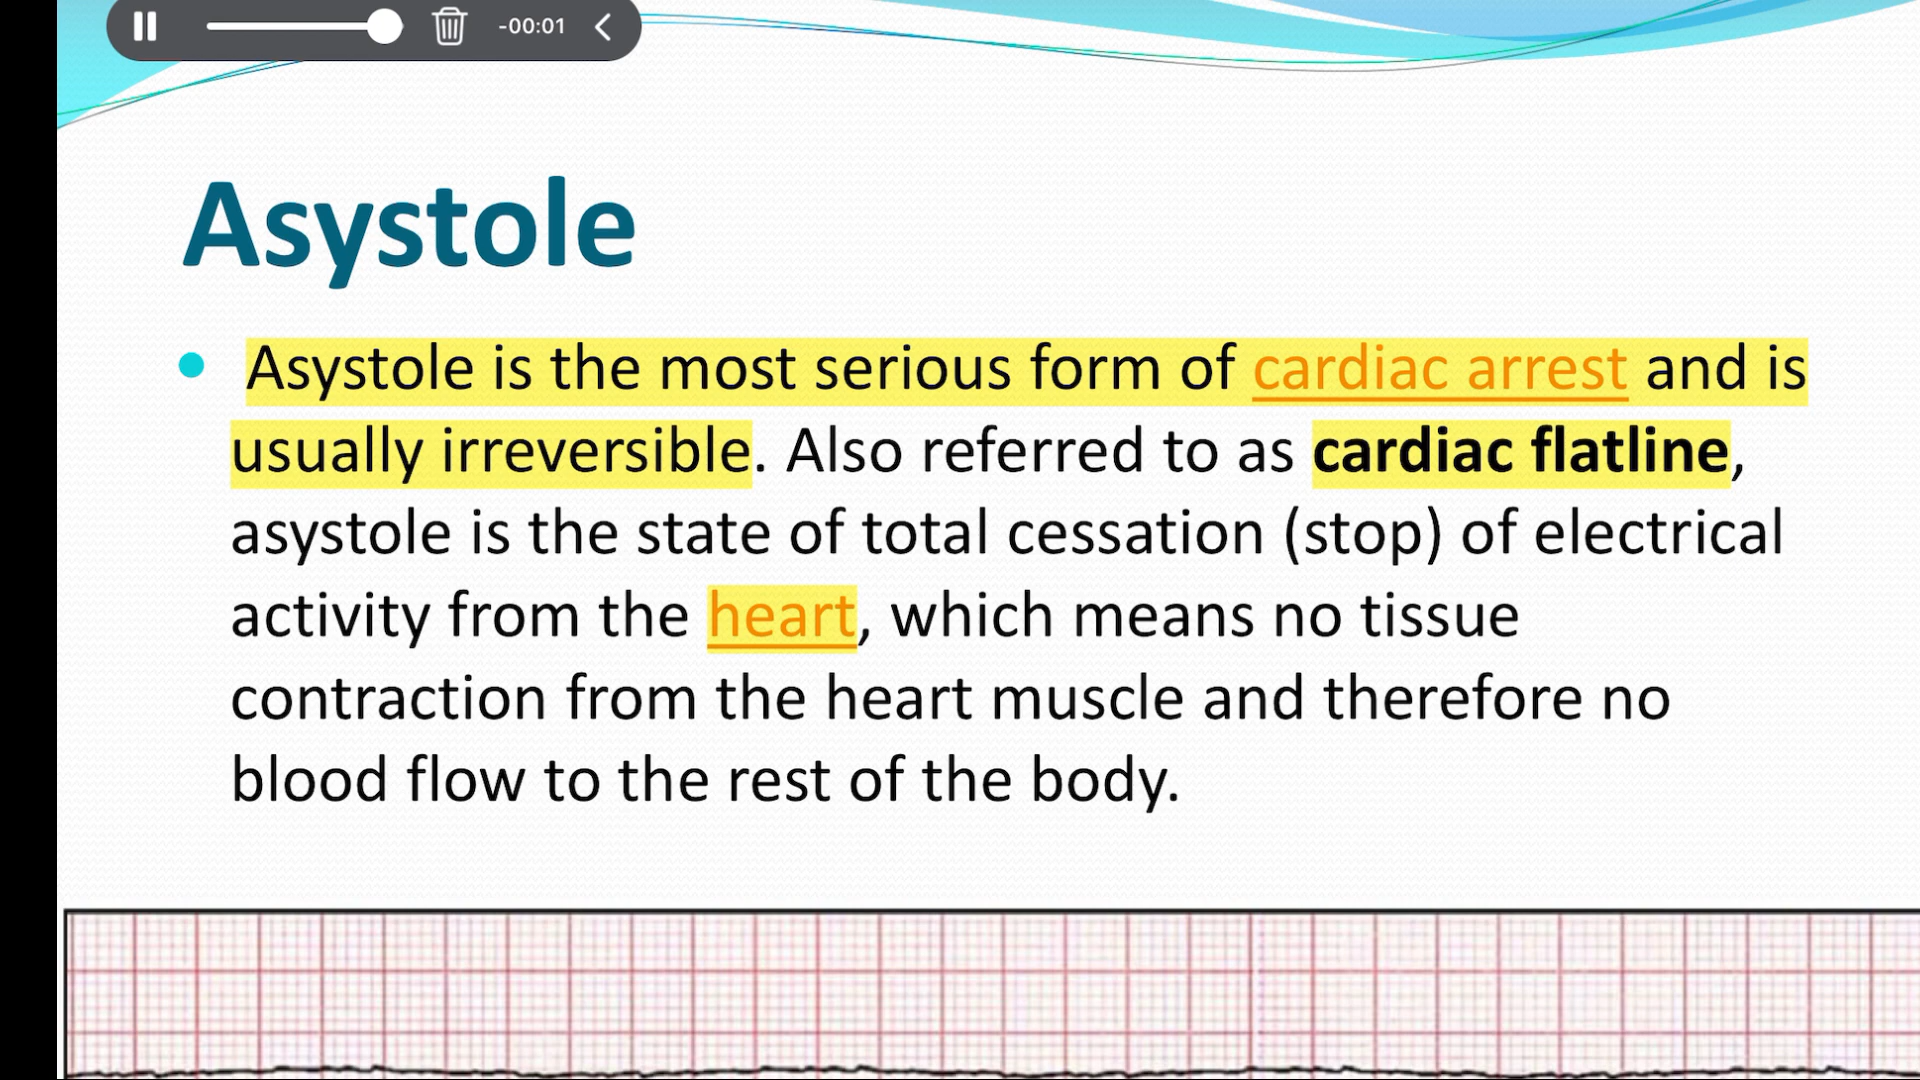 -00:01
Asystole
Asystole is the most serious form of cardiac arrest and is
usually irreversible. Also referred to as cardiac flatline,
asystole is the state of total cessation (stop) of electrical
activity from the heart, which means no tissue
contraction from the heart muscle and therefore no
blood flow to the rest of the body.